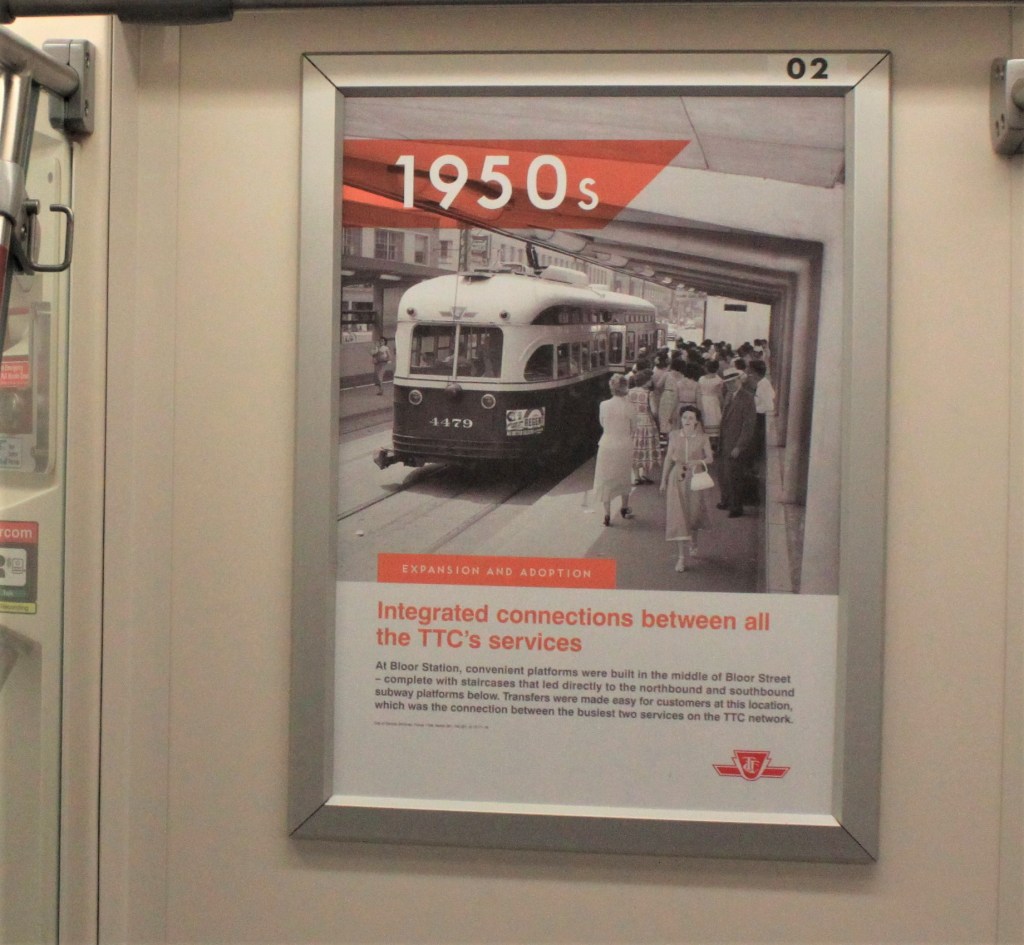 02
1950s
4479
EXPANSION AND ADOPTION
Integrated connections between all
the TTC's services
At Bloor Station, convenient platforms were built in the middle of Bloor Street
– complete with staircases that led directly to the northbound and southbound
subway platforms below. Transfers were made easy for customers at this location,
which was the connection between the busiest two services on the TTC network.
TTC
rcom